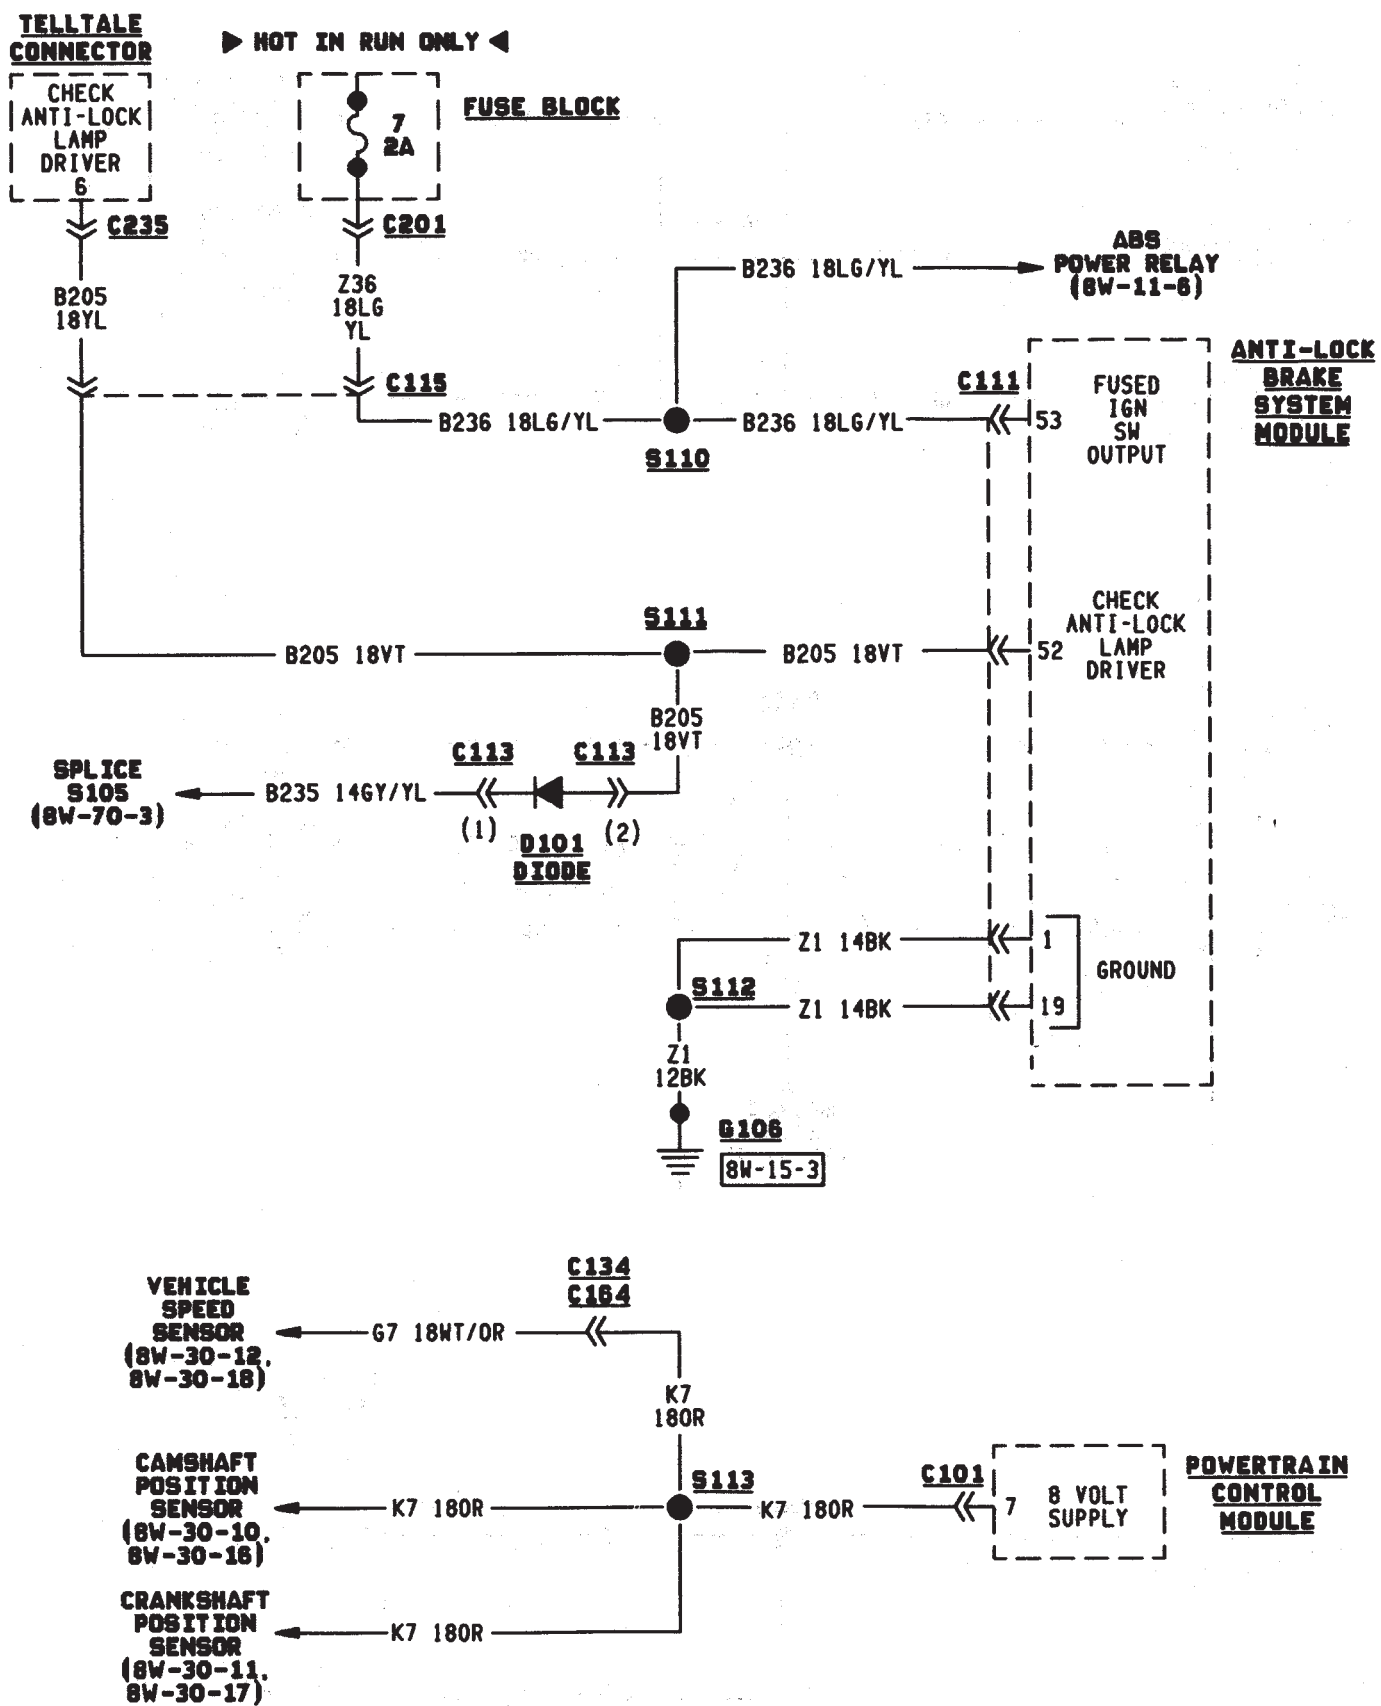 TELLTALE
CONNECTOR
HOT IN RUN ONLY
CHECK
ANTI-LOCK
LAMP
DRIVER
6
7
2A
FUSE BLOCK
C235
C201
B205
18YL
Z36
18LG
YL
B236 18LG/YL
ABS
POWER RELAY
(8W-11-6)
C115
B236 18LG/YL
S110
B236 18LG/YL
C111
53
FUSED
IGN
SW
OUTPUT
ANTI-LOCK
BRAKE
SYSTEM
MODULE
B205 18VT
S111
B205 18VT
52
CHECK
ANTI-LOCK
LAMP
DRIVER
B205
18VT
SPLICE
S105
(8W-70-3)
B235 14GY/YL
C113
C113
(1)
(2)
D101
DIODE
Z1 14BK
1
S112
Z1 14BK
19
GROUND
Z1
12BK
G106
8W-15-3
VEHICLE
SPEED
SENSOR
(8W-30-12,
8W-30-18)
G7 18WT/OR
C134
C164
K7
18OR
CAMSHAFT
POSITION
SENSOR
(8W-30-10,
8W-30-16)
K7 18OR
S113
K7 18OR
C101
7
8 VOLT
SUPPLY
POWERTRAIN
CONTROL
MODULE
CRANKSHAFT
POSITION
SENSOR
(8W-30-11,
8W-30-17)
K7 18OR